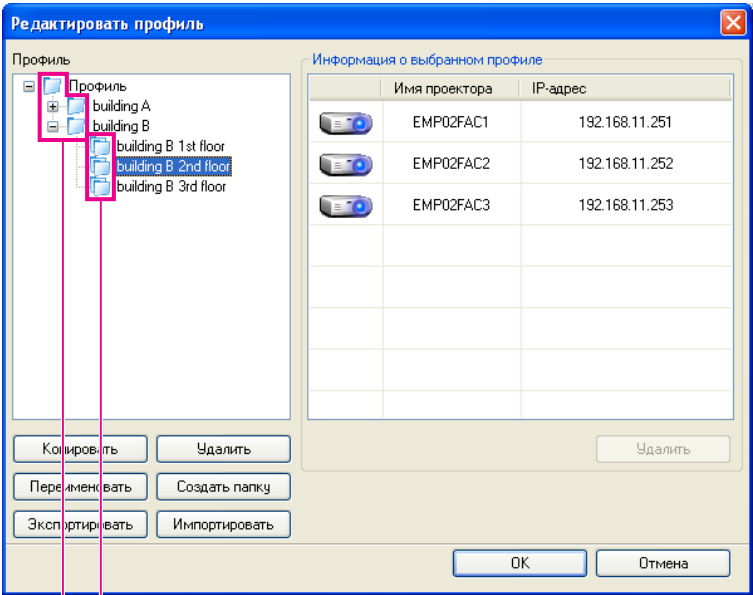 Редактировать профиль
Профиль
Профиль
building A
building B
building B 1st floor
building B 2nd floor
building B 3rd floor
Информация о выбранном профиле
Имя проектора IP-адрес
EMP02FAC1 192.168.11.251
EMP02FAC2 192.168.11.252
EMP02FAC3 192.168.11.253
Копировать Удалить
Удалить
Переименовать Создать папку
Экспортировать Импортировать
OK Отмена